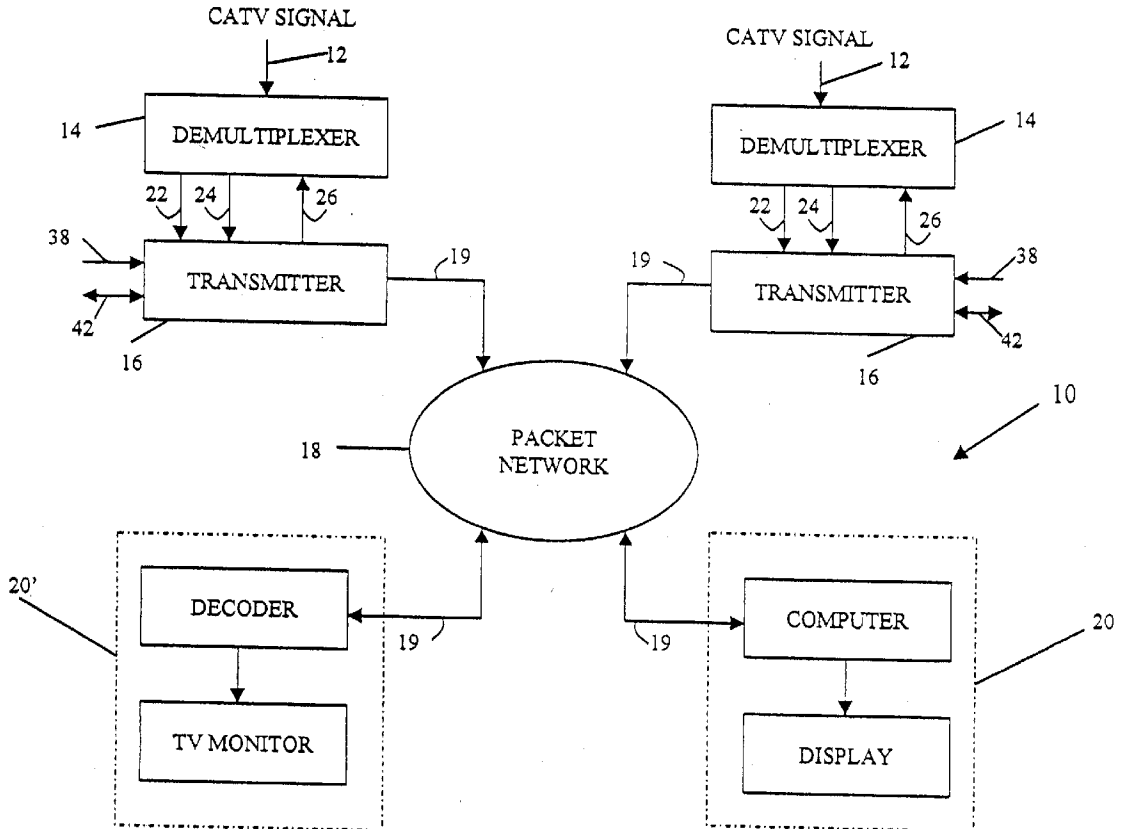 CATV SIGNAL
12
14
DEMULTIPLEXER
22
24
26
38
TRANSMITTER
19
42
16
CATV SIGNAL
12
DEMULTIPLEXER
14
22
24
26
19
TRANSMITTER
38
42
16
10
18
PACKET
NETWORK
20'
DECODER
19
TV MONITOR
COMPUTER
19
20
DISPLAY